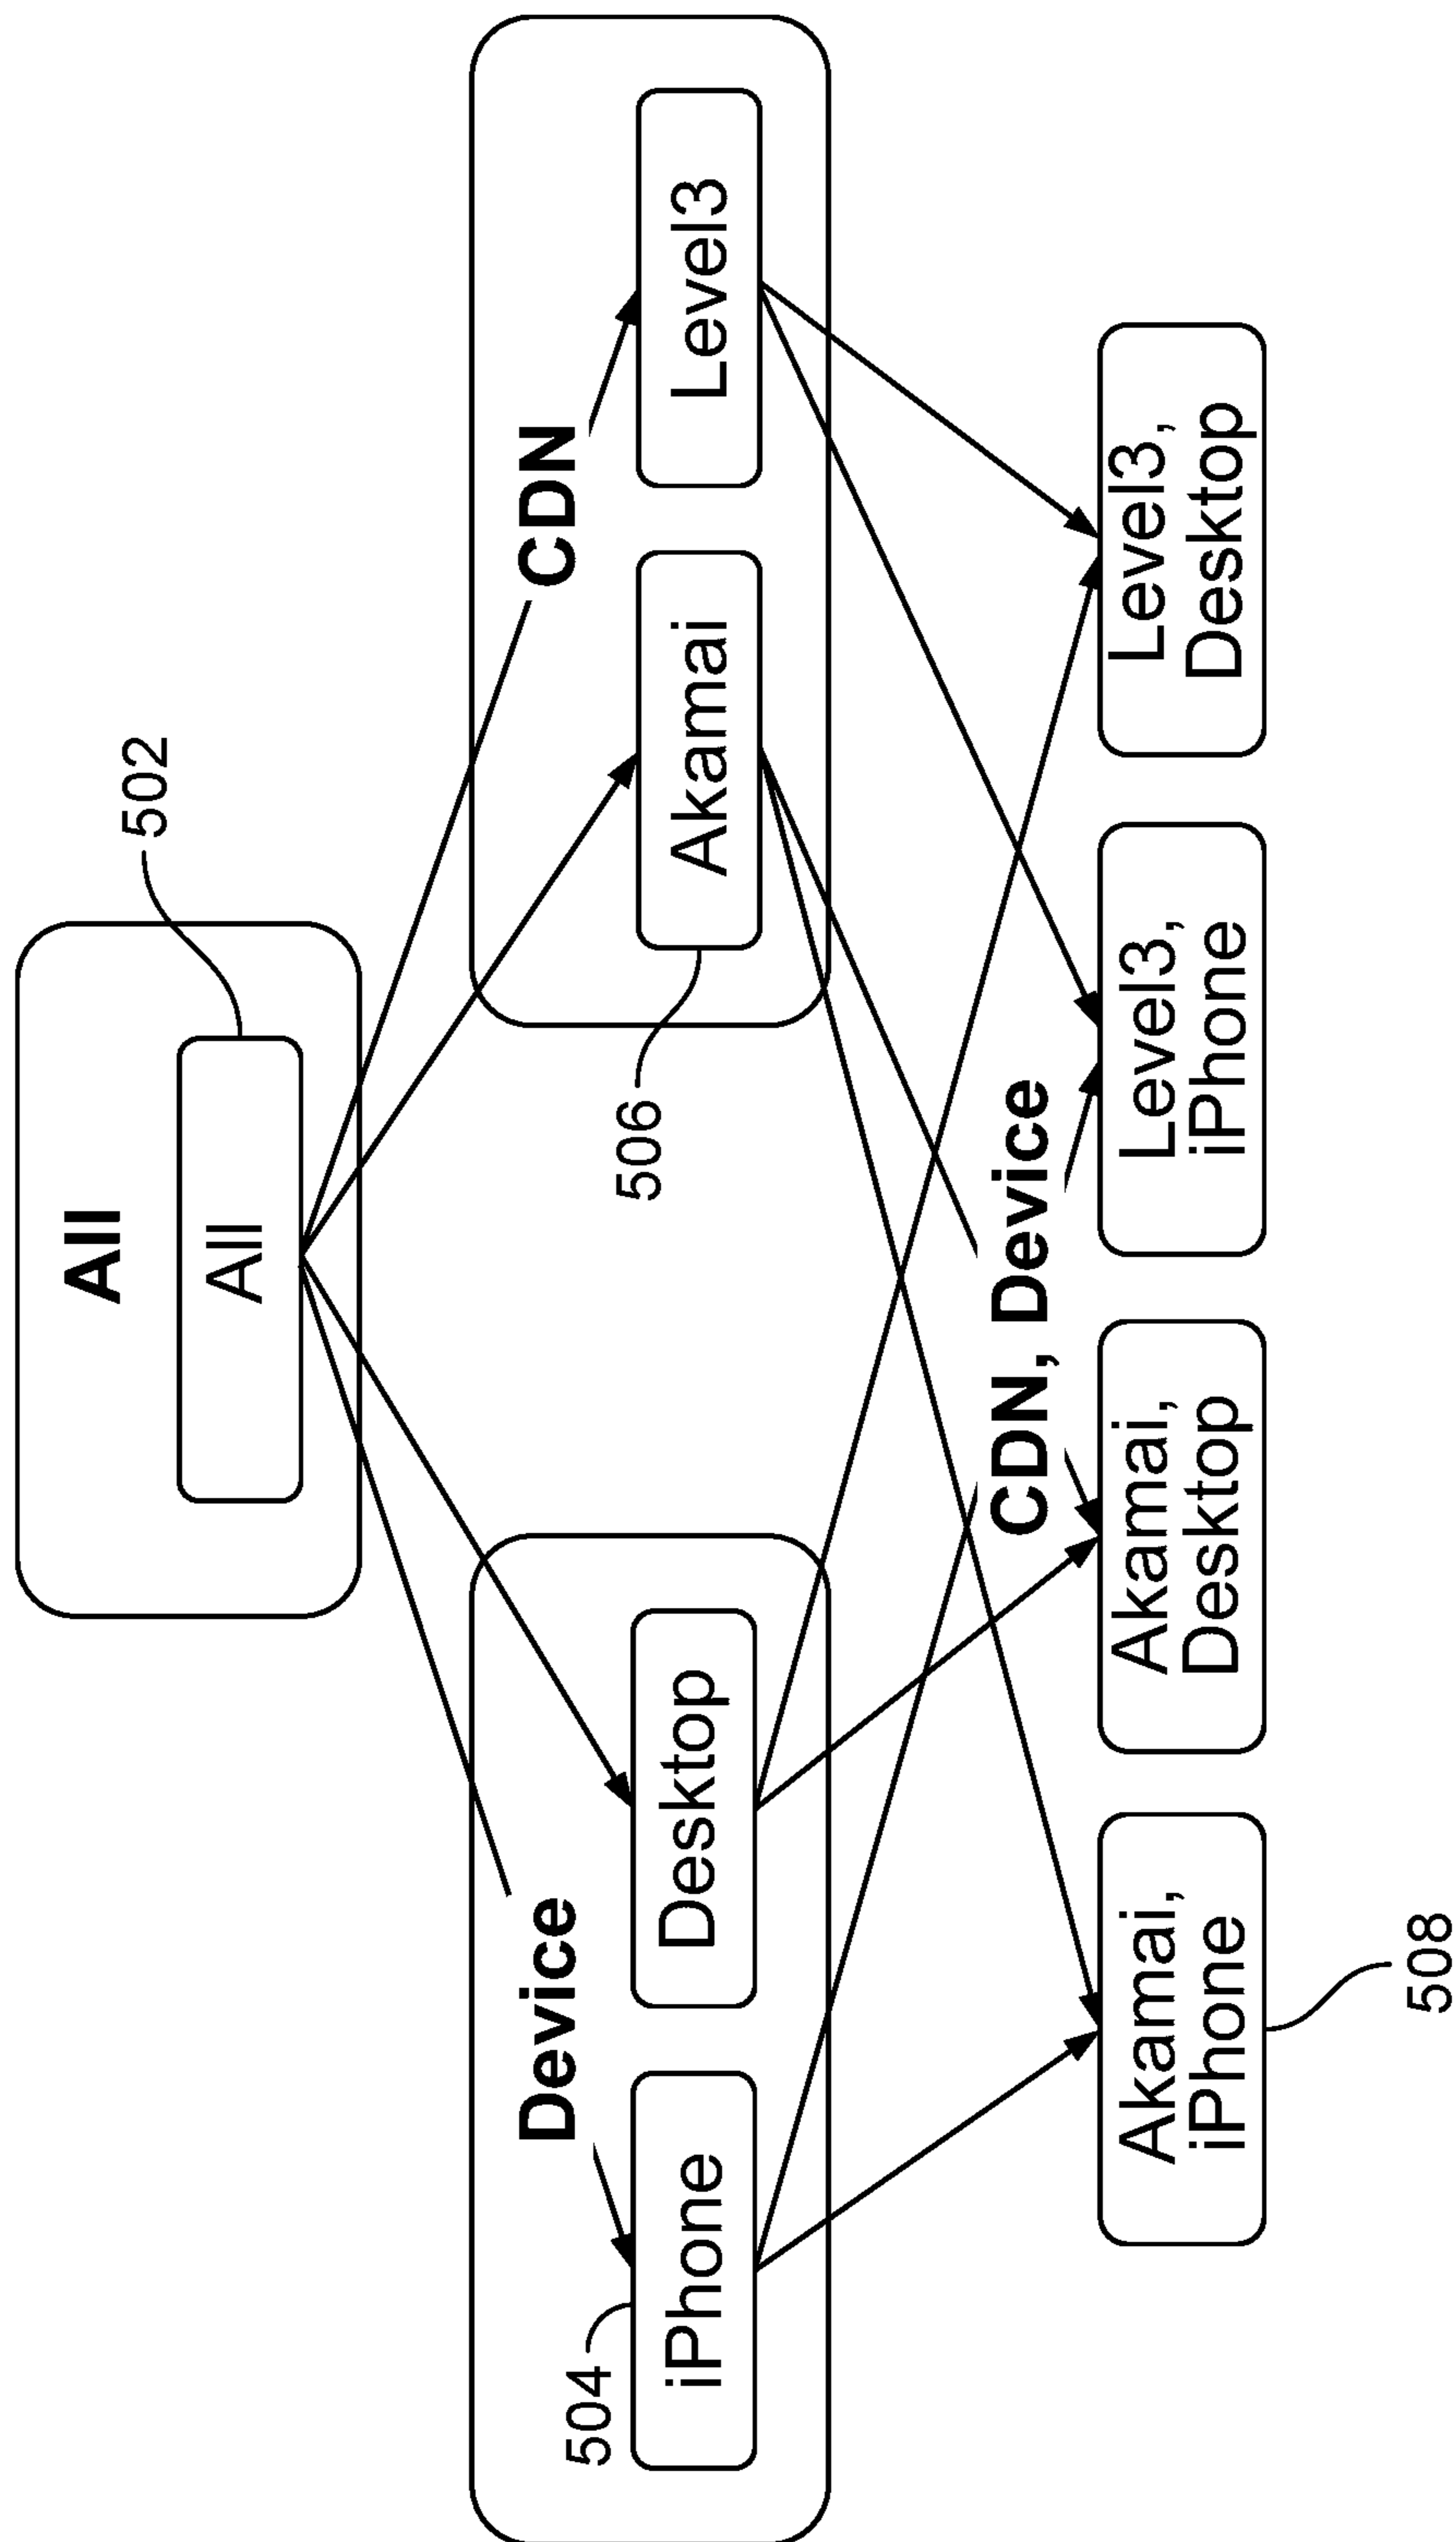 All
All
502
Device
504
iPhone
Desktop
CDN
506
Akamai
Level3
CDN, Device
Akamai,
iPhone
Akamai,
Desktop
Level3,
iPhone
Level3,
Desktop
508